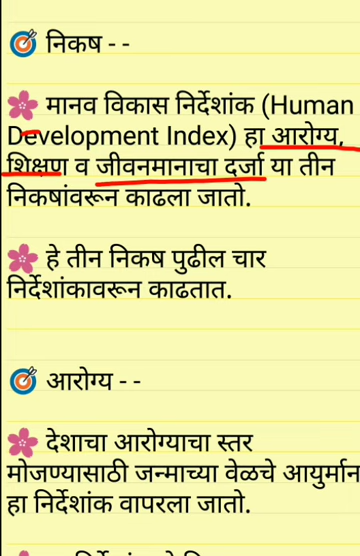 निकष - -
मानव विकास निर्देशांक (Human
Development Index) हा आरोग्य,
शिक्षण व जीवनमानाचा दर्जा या तीन
निकषांवरून काढला जातो.
हे तीन निकष पुढील चार
निर्देशांकावरून काढतात.
आरोग्य - -
देशाचा आरोग्याचा स्तर
मोजण्यासाठी जन्माच्या वेळचे आयुर्मान
हा निर्देशांक वापरला जातो.